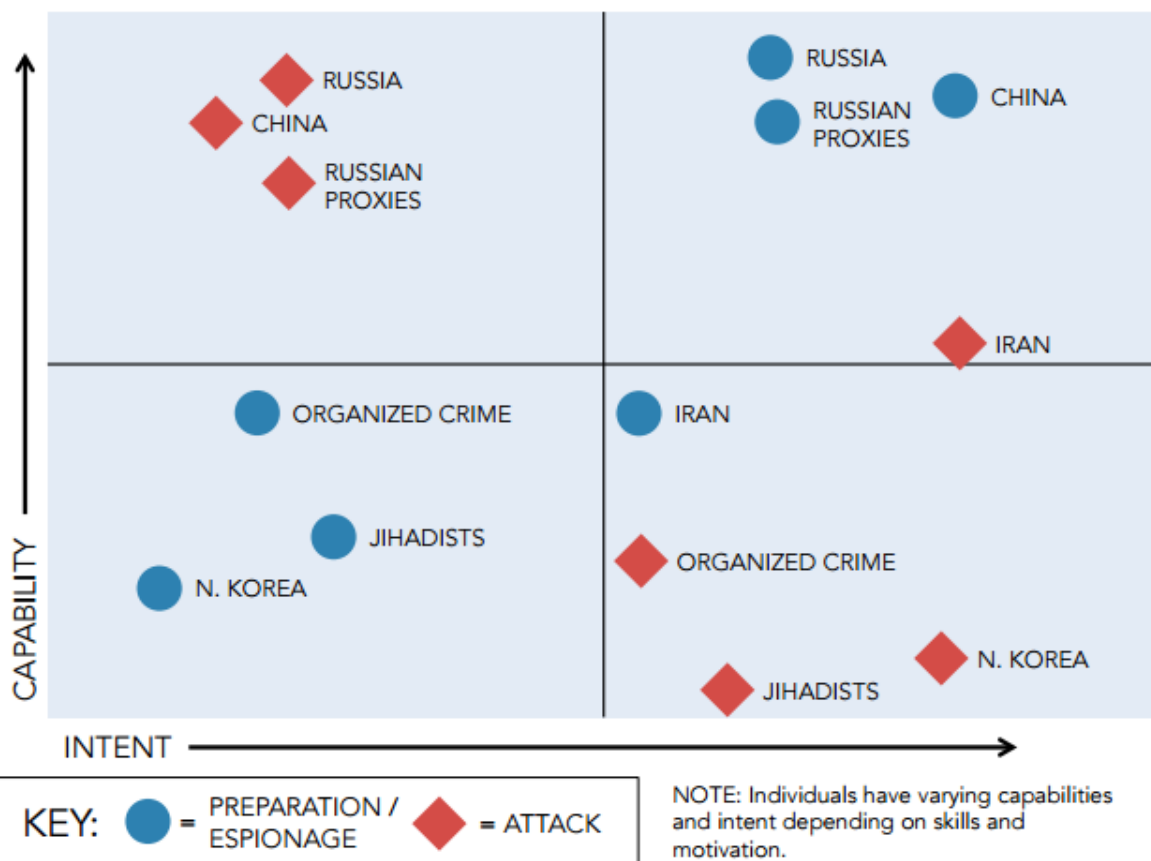 RUSSIA
RUSSIA
CHINA
CHINA
RUSSIAN
PROXIES
RUSSIAN
PROXIES
IRAN
ORGANIZED CRIME
IRAN
JIHADISTS
ORGANIZED CRIME
N. KOREA
N. KOREA
JIHADISTS
CAPABILITY
INTENT
KEY:
= PREPARATION /
ESPIONAGE
= ATTACK
NOTE: Individuals have varying capabilities
and intent depending on skills and
motivation.